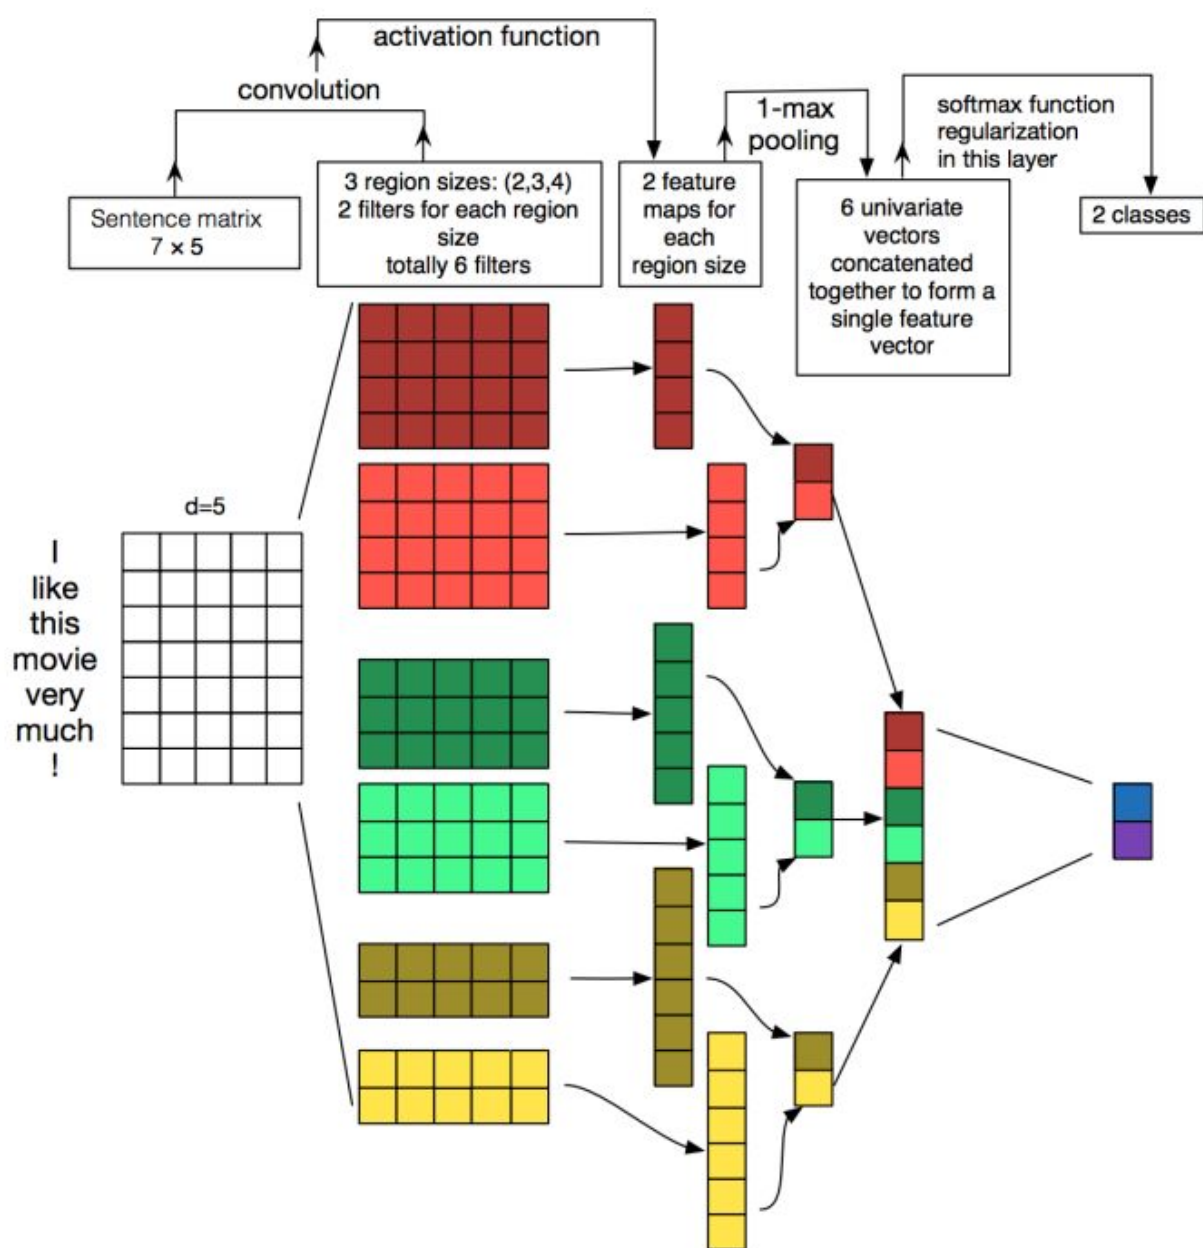 activation function
convolution
1-max
pooling
softmax function
regularization
in this layer
Sentence matrix
7 × 5
3 region sizes: (2,3,4)
2 filters for each region
size
totally 6 filters
2 feature
maps for
each
region size
6 univariate
vectors
concatenated
together to form a
single feature
vector
2 classes
d=5
I
like
this
movie
very
much
!